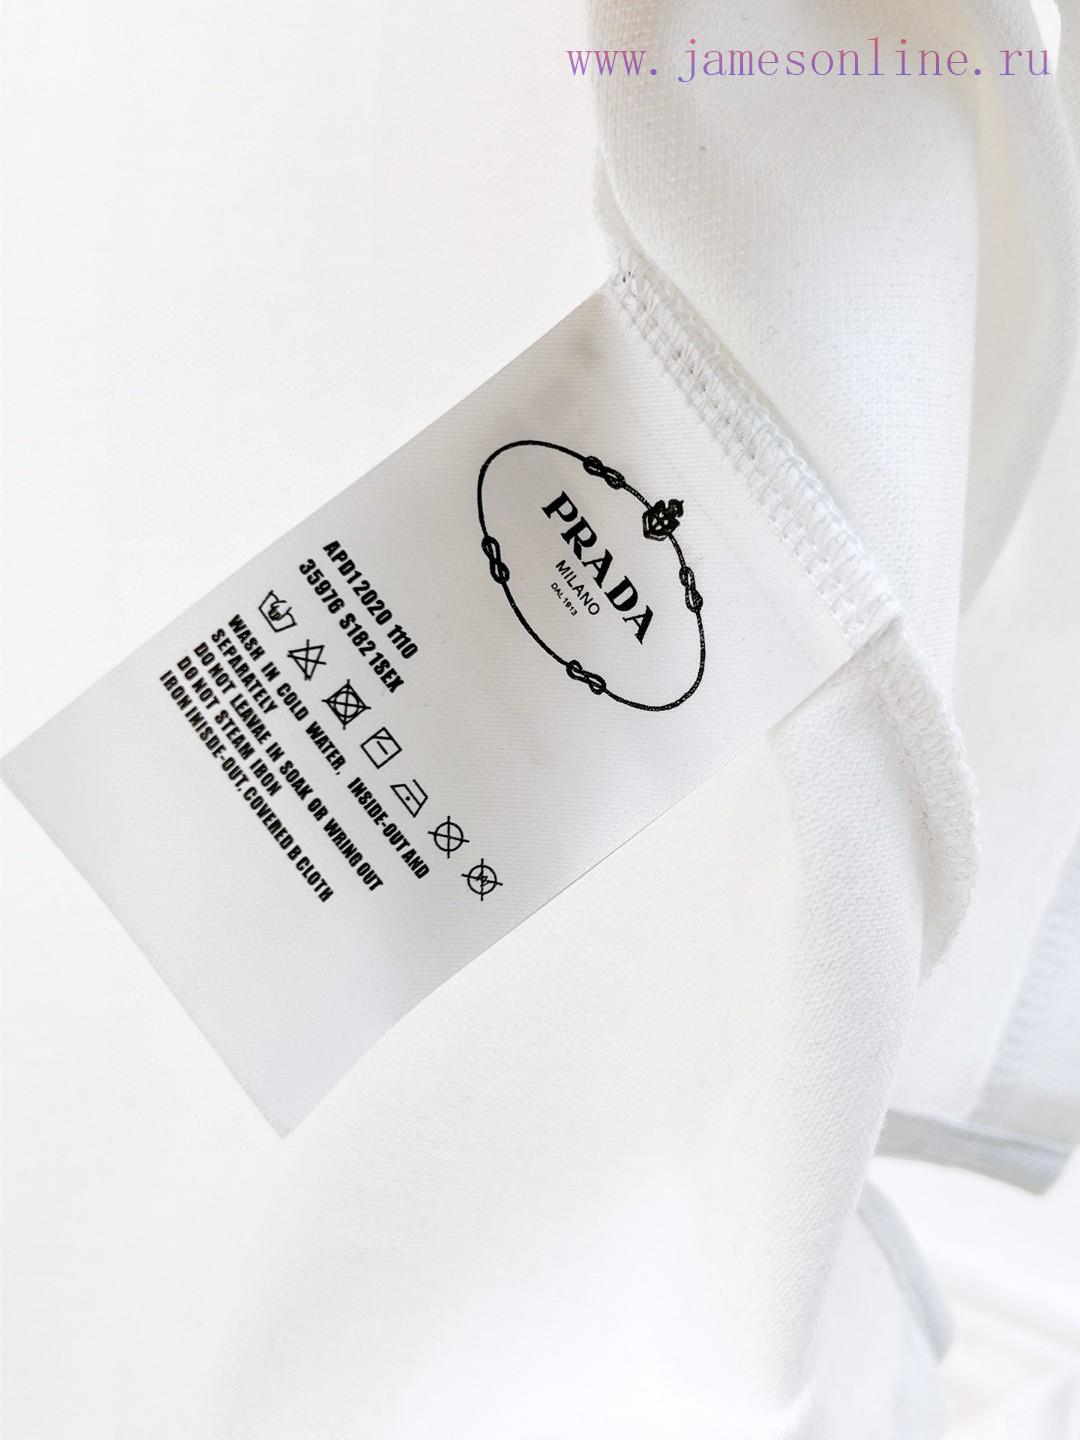 www.jamesonline.ru
PRADA
MILANO
DAL 1913
APD12020 1110
35976 S182 1SEX
WASH IN COLD WATER, INSIDE-OUT AND
SEPARATELY
DO NOT LEAVAE IN SOAK OR WRING OUT
DO NOT STEAM IRON
IRON INISDE-OUT, COVERED B CLOTH